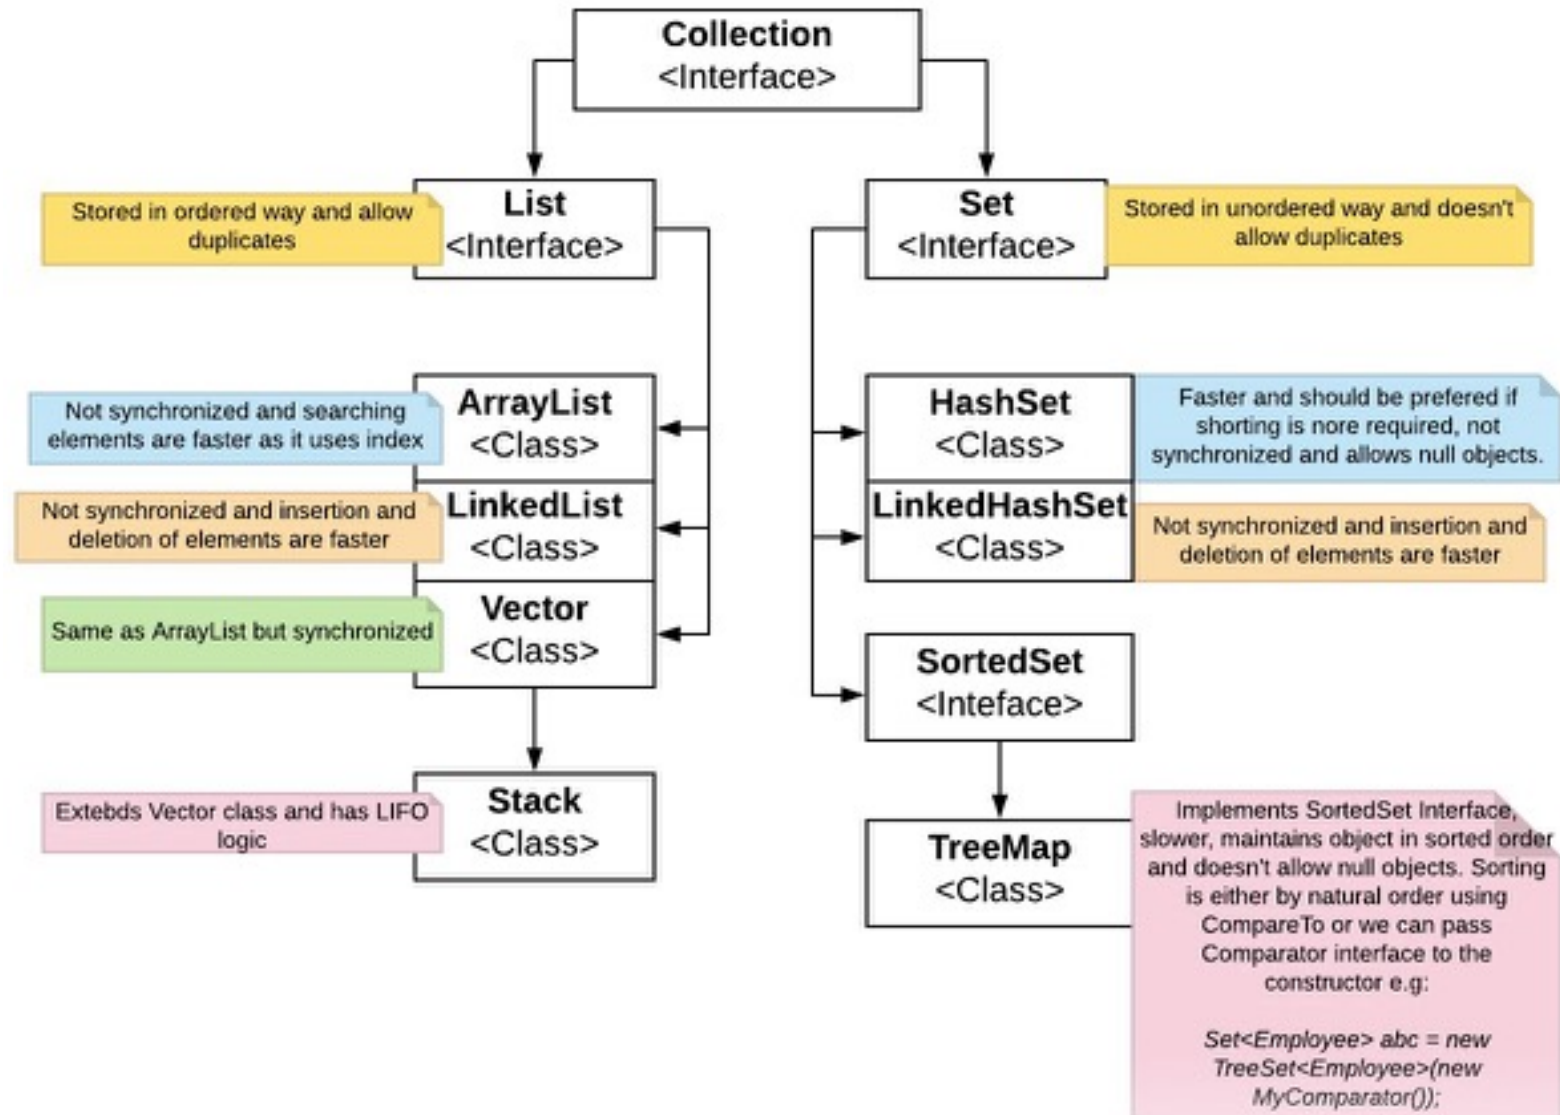 Collection
<Interface>
List
<Interface>
Stored in ordered way and allow
duplicates
Set
<Interface>
Stored in unordered way and doesn't
allow duplicates
ArrayList
<Class>
Not synchronized and searching
elements are faster as it uses index
LinkedList
<Class>
Not synchronized and insertion and
deletion of elements are faster
Vector
<Class>
Same as ArrayList but synchronized
Stack
<Class>
Extebds Vector class and has LIFO
logic
HashSet
<Class>
Faster and should be prefered if
shorting is nore required, not
synchronized and allows null objects.
LinkedHashSet
<Class>
Not synchronized and insertion and
deletion of elements are faster
SortedSet
<Inteface>
TreeMap
<Class>
Implements SortedSet Interface,
slower, maintains object in sorted order
and doesn't allow null objects. Sorting
is either by natural order using
CompareTo or we can pass
Comparator interface to the
constructor e.g:
Set<Employee> abc = new
TreeSet<Employee>(new
MyComparator());